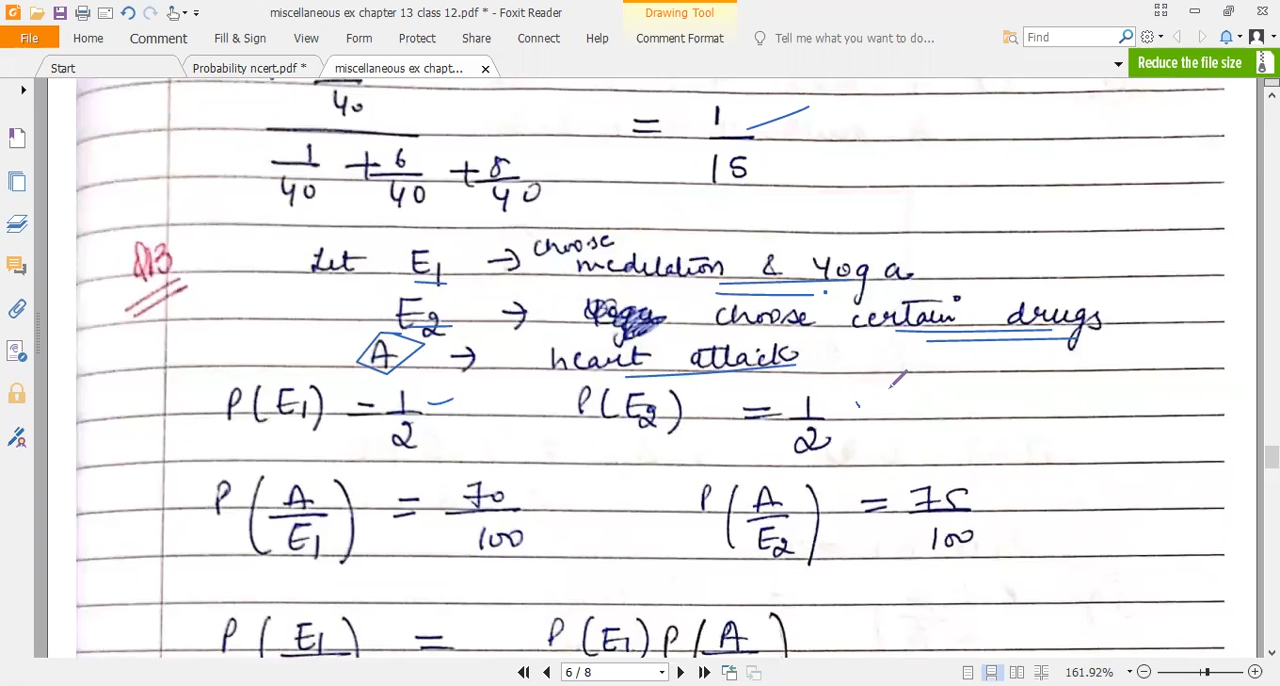 miscellaneous ex chapter 13 class 12.pdf * - Foxit Reader
Drawing Tool
File Home Comment Fill & Sign View Form Protect Share Connect Help Comment Format Tell me what you want to do... Find
Start Probability ncert.pdf * miscellaneous ex chapt... Reduce the file size
40
1/40 + 6/40 + 8/40 = 1/15
Q13 Let E1 → choose medilation & yoga
E2 → choose certain drugs
A → heart attack
P(E1) = 1/2 P(E2) = 1/2
P(A/E1) = 70/100 P(A/E2) = 75/100
P(E1 = P(E1) P(A
6 / 8 161.92%